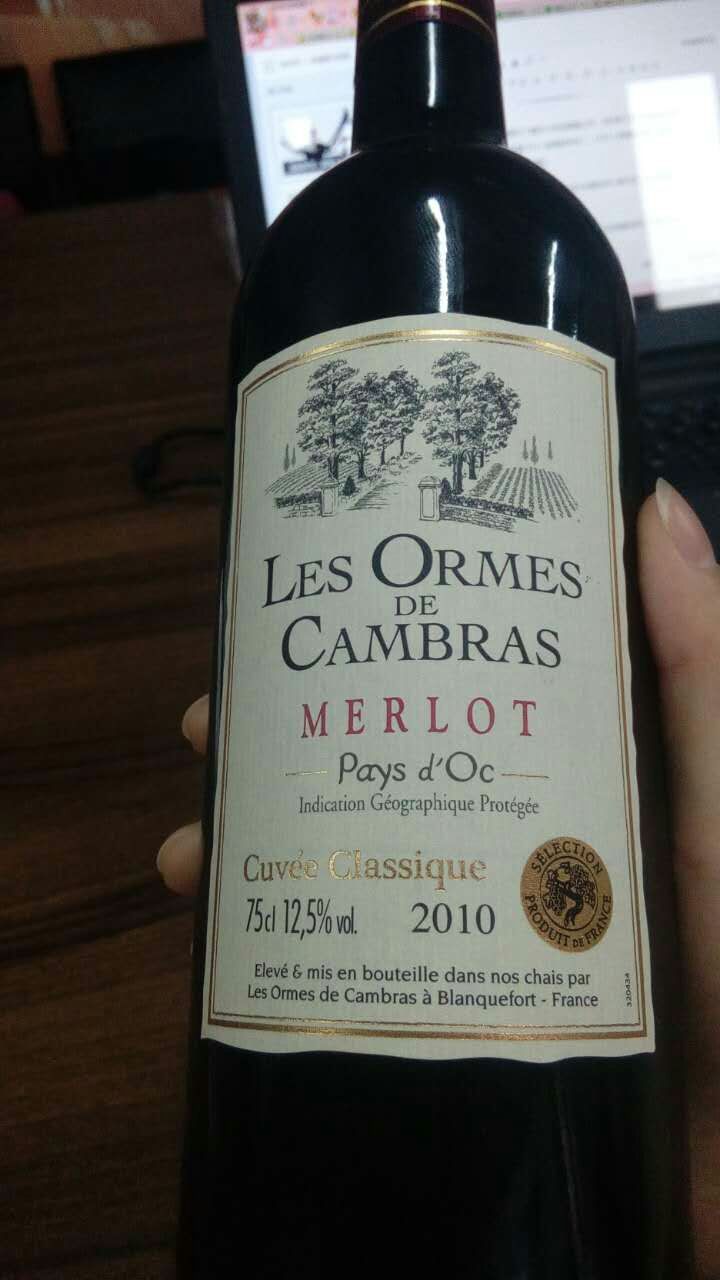 LES ORMES
DE
CAMBRAS
MERLOT
Pays d'Oc
Indication Géographique Protégée
Cuvée Classique
75cl 12,5% vol. 2010
SÉLECTION
PRODUIT DE FRANCE
Elevé & mis en bouteille dans nos chais par
Les Ormes de Cambras à Blanquefort - France
320434